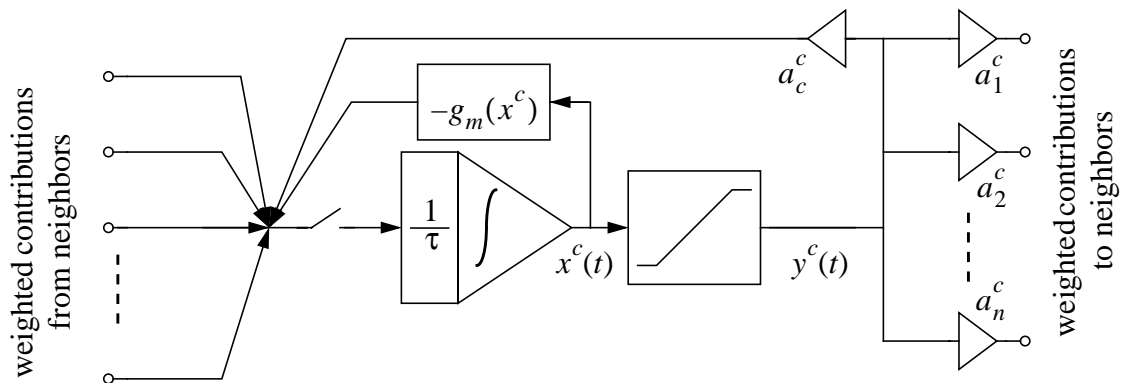 weighted contributions
from neighbors
−g_m(x^c)
1
τ
∫
x^c(t)
y^c(t)
a_c^c
a_1^c
a_2^c
a_n^c
weighted contributions
to neighbors